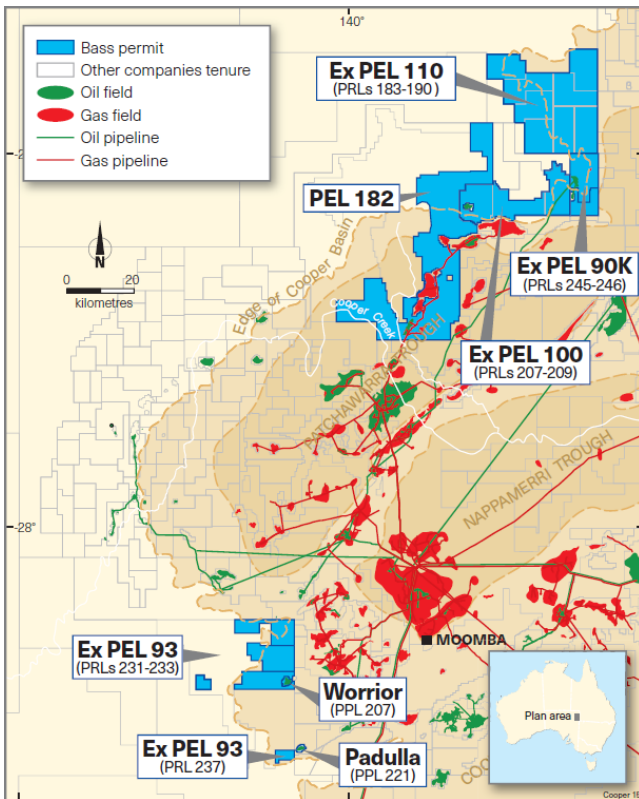 140°
Bass permit
Other companies tenure
Oil field
Gas field
Oil pipeline
Gas pipeline
Ex PEL 110
(PRLs 183-190)
PEL 182
N
0 20
kilometres
Edge of Cooper Basin
Ex PEL 90K
(PRLs 245-246)
Cooper Creek
Ex PEL 100
(PRLs 207-209)
PATCHAWARRA TROUGH
NAPPAMERRI TROUGH
-28°
MOOMBA
Ex PEL 93
(PRLs 231-233)
Worrior
(PPL 207)
Plan area
Ex PEL 93
(PRL 237)
Padulla
(PPL 221)